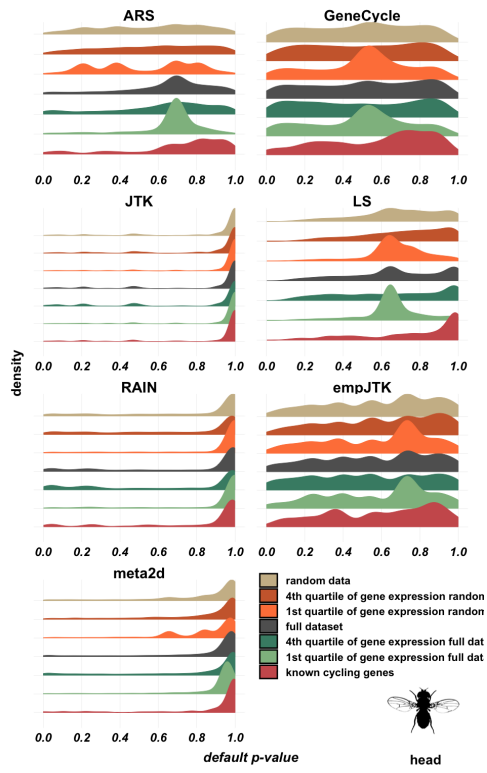 ARS
GeneCycle
0.0 0.2 0.4 0.6 0.8 1.0
0.0 0.2 0.4 0.6 0.8 1.0
JTK
LS
0.0 0.2 0.4 0.6 0.8 1.0
0.0 0.2 0.4 0.6 0.8 1.0
density
RAIN
empJTK
0.0 0.2 0.4 0.6 0.8 1.0
0.0 0.2 0.4 0.6 0.8 1.0
meta2d
0.0 0.2 0.4 0.6 0.8 1.0
default p-value
random data
4th quartile of gene expression random
1st quartile of gene expression random
full dataset
4th quartile of gene expression full dat
1st quartile of gene expression full dat
known cycling genes
head